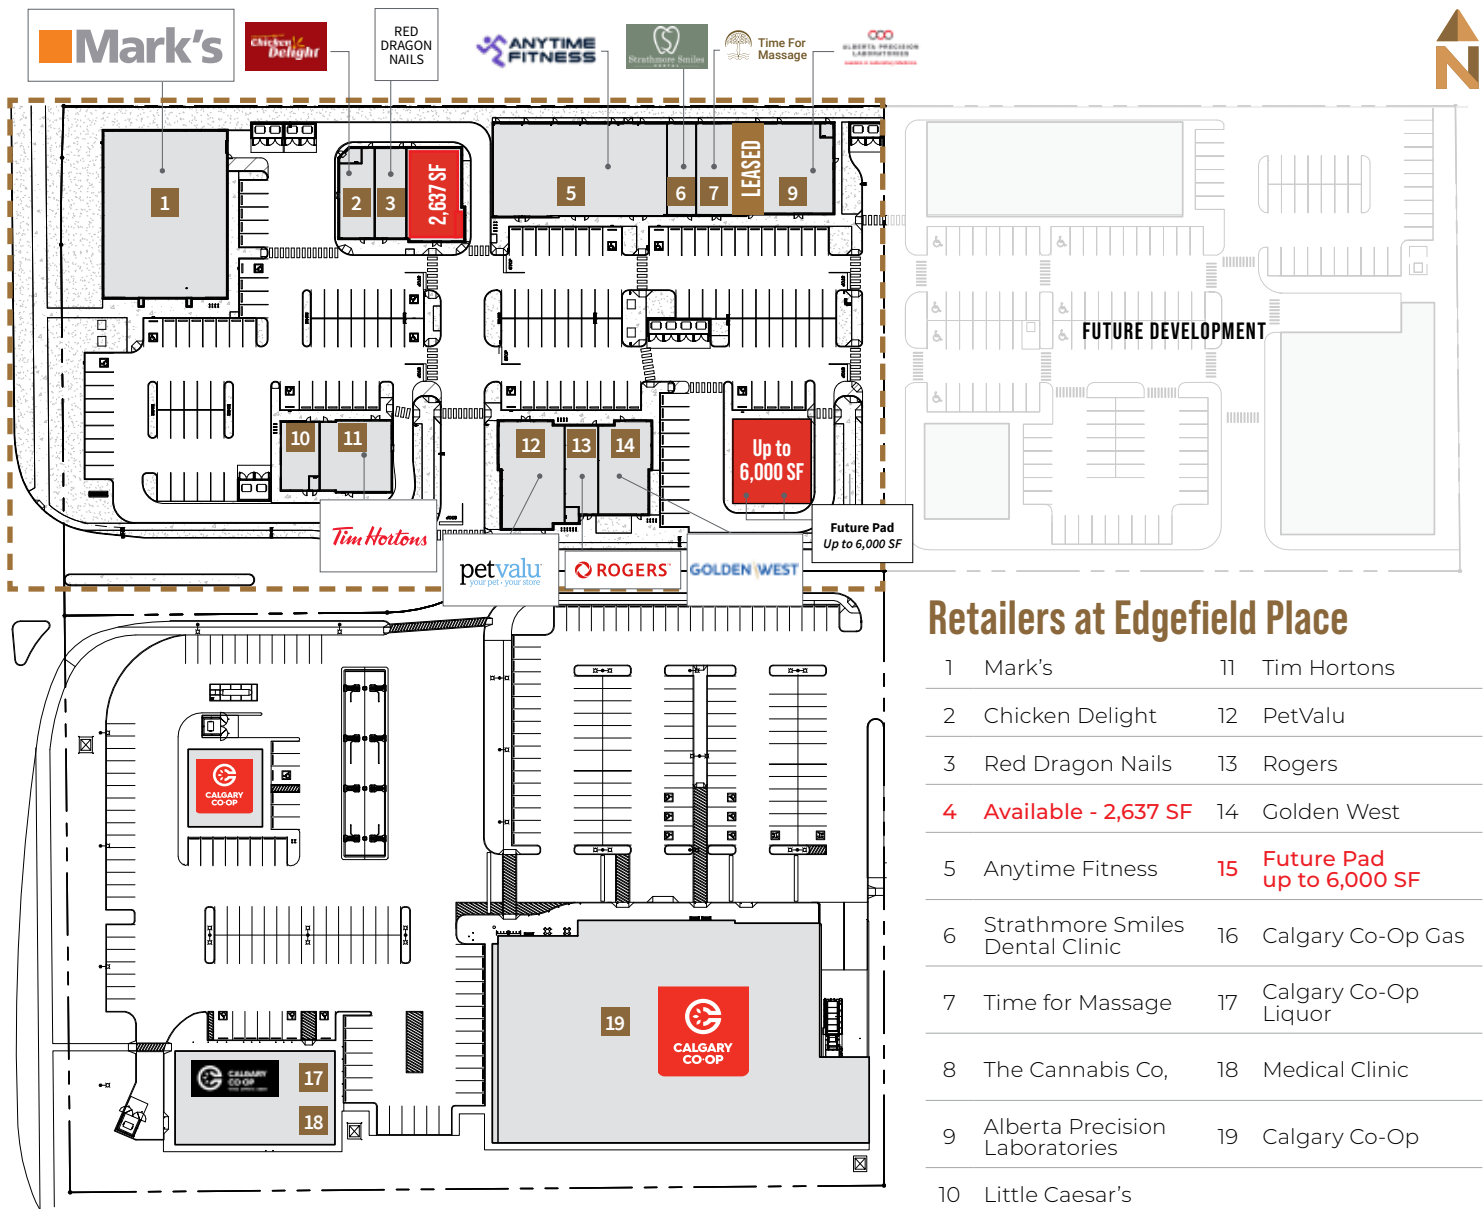 Mark's
Chicken
Delight
RED
DRAGON
NAILS
ANYTIME
FITNESS
Strathmore Smiles
DENTAL
Time For
Massage
ALBERTA PRECISION
LABORATORIES
N
1
2
3
2,637 SF
5
6
7
LEASED
9
FUTURE DEVELOPMENT
10
11
12
13
14
Up to
6,000 SF
Tim Hortons
Future Pad
Up to 6,000 SF
petvalu
your pet · your store
ROGERS
GOLDEN WEST
CALGARY
CO-OP
19
CALGARY
CO-OP
CALGARY
CO-OP
17
18
Retailers at Edgefield Place
1 Mark's
2 Chicken Delight
3 Red Dragon Nails
4 Available - 2,637 SF
5 Anytime Fitness
6 Strathmore Smiles
Dental Clinic
7 Time for Massage
8 The Cannabis Co,
9 Alberta Precision
Laboratories
10 Little Caesar's
11 Tim Hortons
12 PetValu
13 Rogers
14 Golden West
15 Future Pad
up to 6,000 SF
16 Calgary Co-Op Gas
17 Calgary Co-Op
Liquor
18 Medical Clinic
19 Calgary Co-Op